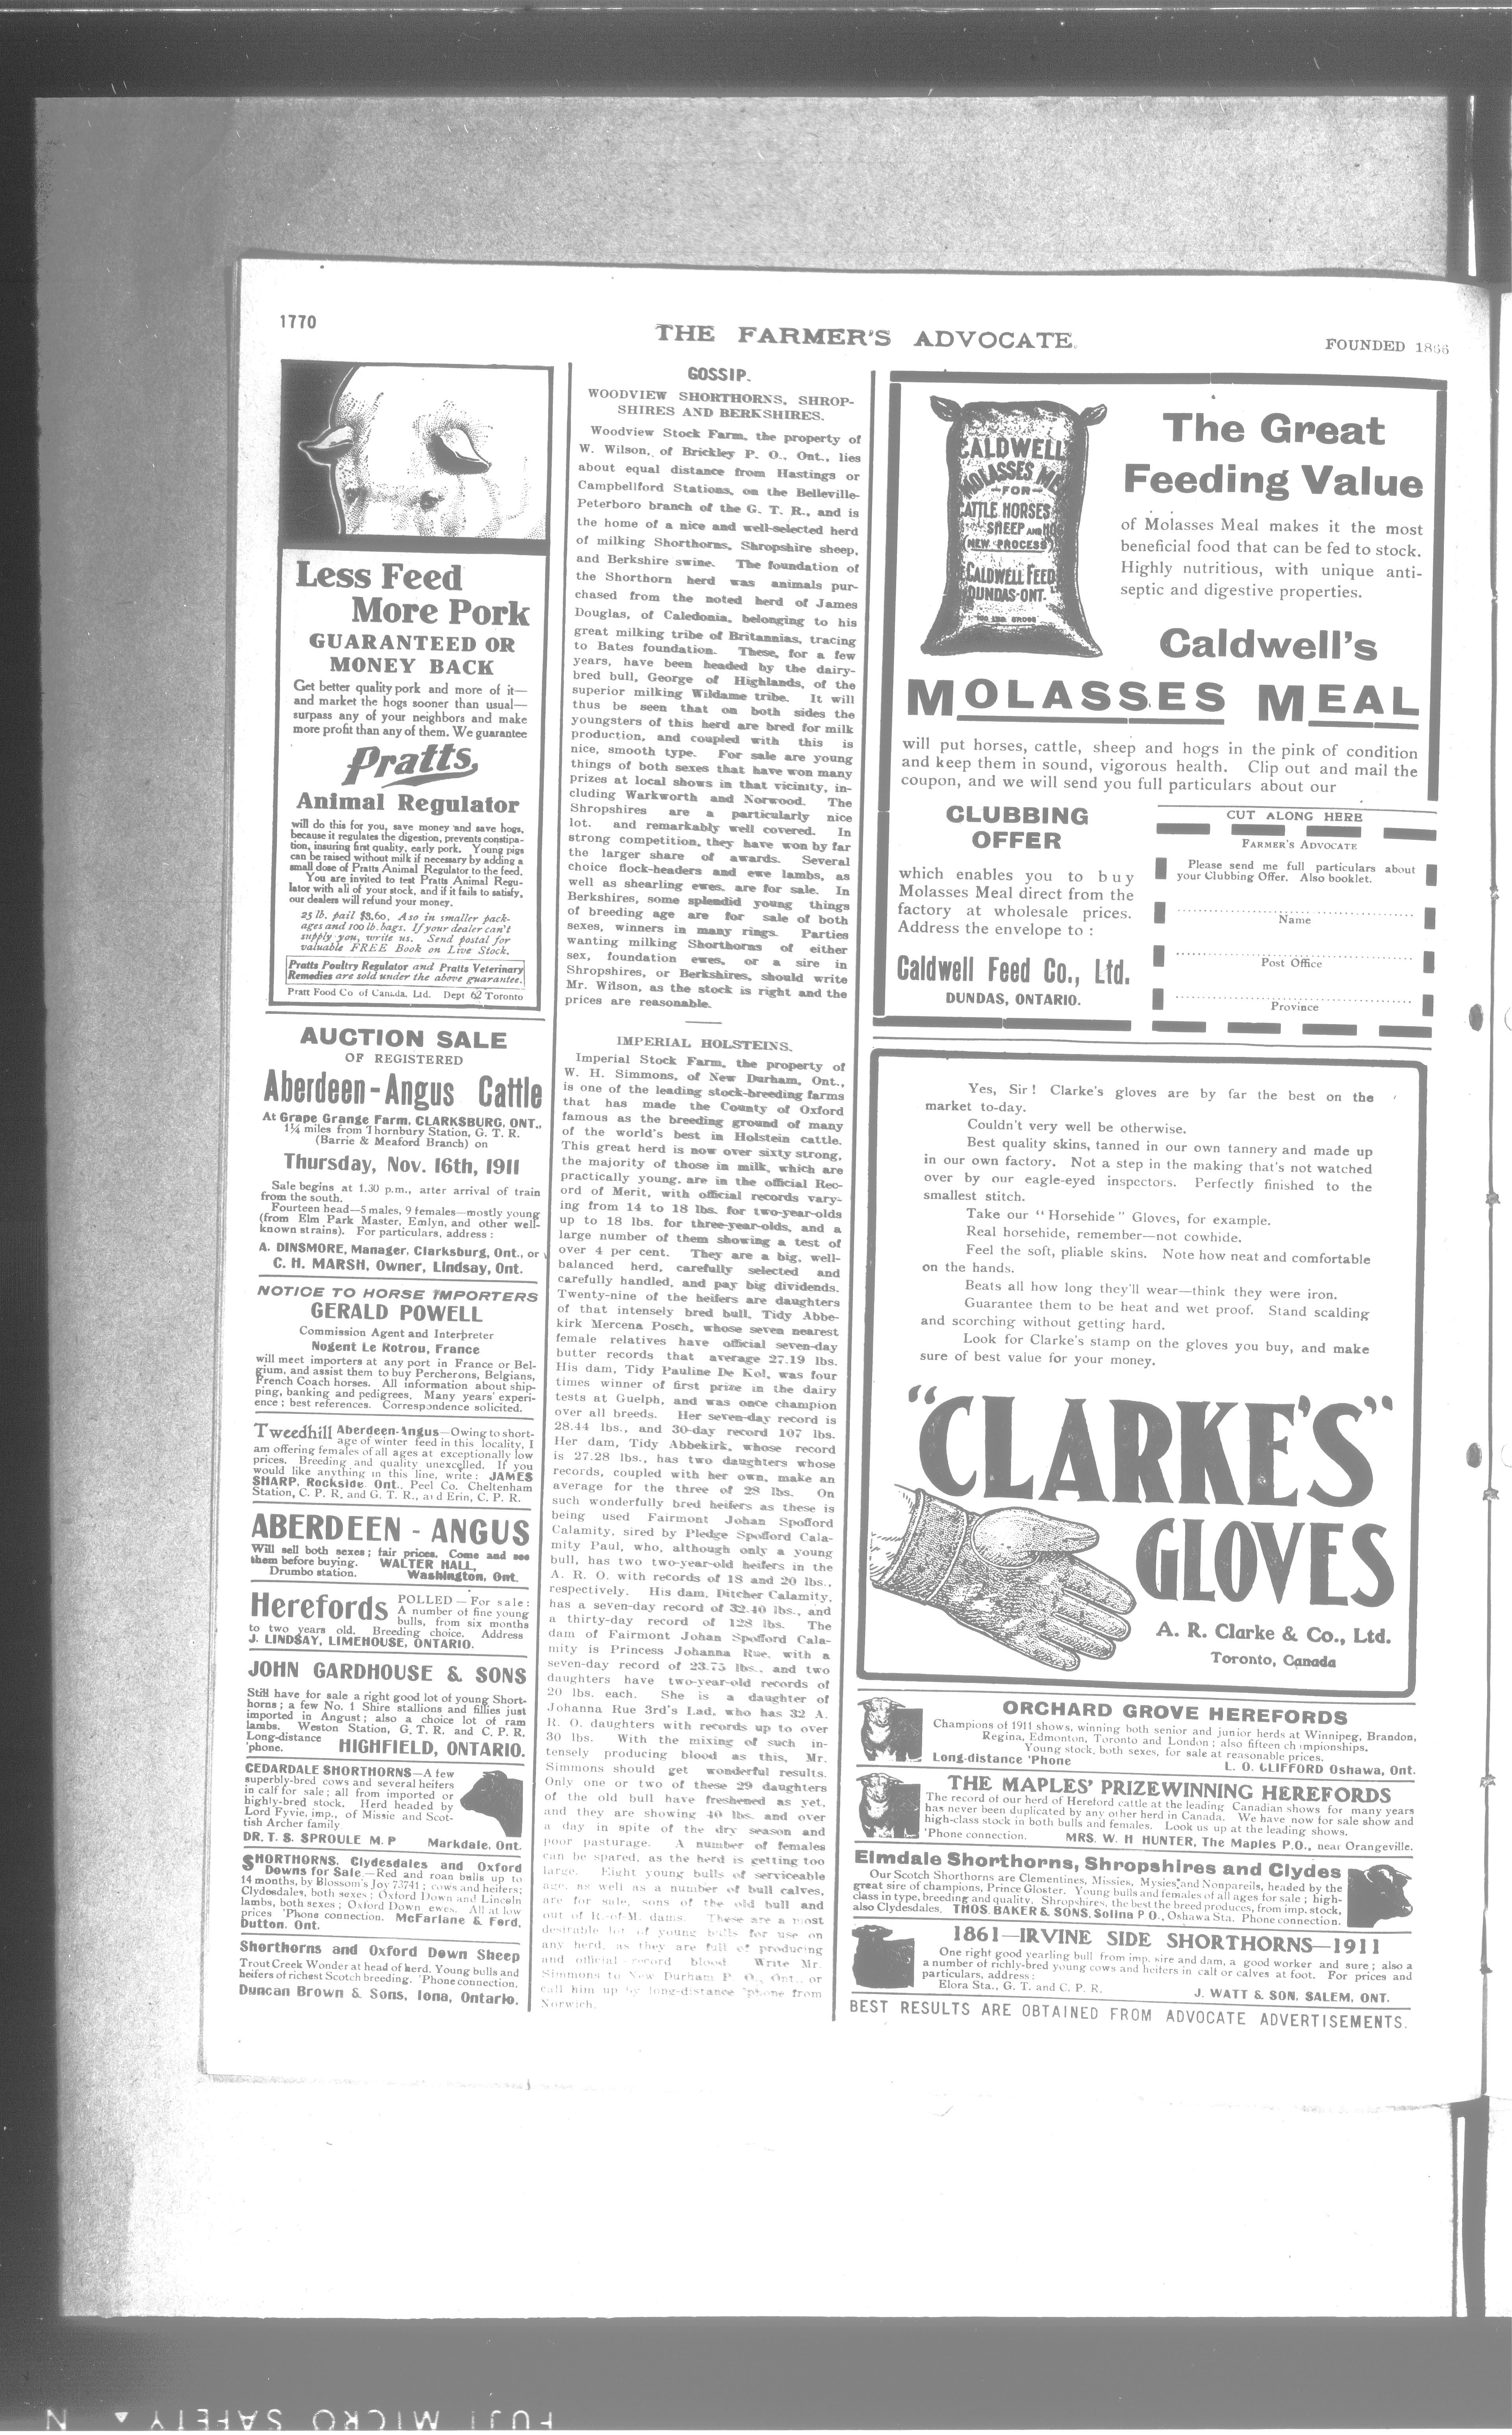 1770
THE FARMER'S ADVOCATE.
FOUNDED 1866
Less Feed
More Pork
GUARANTEED OR
MONEY BACK
Get better quality pork and more of it—
and market the hogs sooner than usual—
surpass any of your neighbors and make
more profit than any of them. We guarantee
Pratts,
Animal Regulator
will do this for you, save money and save hogs,
because it regulates the digestion, prevents constipa-
tion, insuring first quality, early pork. Young pigs
can be raised without milk if necessary by adding a
small dose of Pratts Animal Regulator to the feed.
You are invited to test Pratts Animal Regu-
lator with all of your stock, and if it fails to satisfy,
our dealers will refund your money.
25 lb. pail $3.60. Also in smaller pack-
ages and 100 lb. bags. If your dealer can't
supply you, write us. Send postal for
valuable FREE Book on Live Stock.
Pratts Poultry Regulator and Pratts Veterinary
Remedies are sold under the above guarantee.
Pratt Food Co of Canada, Ltd. Dept 62 Toronto
AUCTION SALE
OF REGISTERED
Aberdeen-Angus Cattle
At Grape Grange Farm, CLARKSBURG, ONT.,
1¼ miles from Thornbury Station, G. T. R.
(Barrie & Meaford Branch) on
Thursday, Nov. 16th, 1911
Sale begins at 1.30 p.m., after arrival of train
from the south.
Fourteen head—5 males, 9 females—mostly young
(from Elm Park Master, Emlyn, and other well-
known strains). For particulars, address :
A. DINSMORE, Manager, Clarksburg, Ont., or
C. H. MARSH, Owner, Lindsay, Ont.
NOTICE TO HORSE IMPORTERS
GERALD POWELL
Commission Agent and Interpreter
Nogent Le Rotrou, France
will meet importers at any port in France or Bel-
gium, and assist them to buy Percherons, Belgians,
French Coach horses. All information about ship-
ping, banking and pedigrees. Many years' experi-
ence ; best references. Correspondence solicited.
Tweedhill Aberdeen-Angus—Owing to short-
age of winter feed in this locality, I
am offering females of all ages at exceptionally low
prices. Breeding and quality unexcelled. If you
would like anything in this line, write : JAMES
SHARP, Rockside, Ont., Peel Co. Cheltenham
Station, C. P. R. and G. T. R., and Erin, C. P. R.
ABERDEEN - ANGUS
Will sell both sexes ; fair prices. Come and see
them before buying. WALTER HALL,
Drumbo station. Washington, Ont.
Herefords POLLED—For sale :
A number of fine young
bulls, from six months
to two years old. Breeding choice. Address
J. LINDSAY, LIMEHOUSE, ONTARIO.
JOHN GARDHOUSE & SONS
Still have for sale a right good lot of young Short-
horns ; a few No. 1 Shire stallions and fillies just
imported in August ; also a choice lot of ram
lambs. Weston Station, G. T. R. and C. P. R.
Long-distance
'phone. HIGHFIELD, ONTARIO.
CEDARDALE SHORTHORNS—A few
superbly-bred cows and several heifers
in calf for sale ; all from imported or
highly-bred stock. Herd headed by
Lord Fyvie, imp., of Missie and Scot-
tish Archer family
DR. T. S. SPROULE M. P Markdale, Ont.
SHORTHORNS, Clydesdales and Oxford
Downs for Sale—Red and roan bulls up to
14 months, by Blossom's Joy 73741 ; cows and heifers;
Clydesdales, both sexes ; Oxford Down and Lincoln
lambs, both sexes ; Oxford Down ewes. All at low
prices 'Phone connection. McFarlane & Ford,
Dutton, Ont.
Shorthorns and Oxford Down Sheep
Trout Creek Wonder at head of herd. Young bulls and
heifers of richest Scotch breeding. 'Phone connection.
Duncan Brown & Sons, Iona, Ontario.
GOSSIP.
WOODVIEW SHORTHORNS, SHROP-
SHIRES AND BERKSHIRES.
Woodview Stock Farm, the property of
W. Wilson, of Brickley P. O., Ont., lies
about equal distance from Hastings or
Campbellford Stations, on the Belleville-
Peterboro branch of the G. T. R., and is
the home of a nice and well-selected herd
of milking Shorthorns, Shropshire sheep,
and Berkshire swine. The foundation of
the Shorthorn herd was animals pur-
chased from the noted herd of James
Douglas, of Caledonia, belonging to his
great milking tribe of Britannias, tracing
to Bates foundation. These, for a few
years, have been headed by the dairy-
bred bull, George of Highlands, of the
superior milking Wildame tribe. It will
thus be seen that on both sides the
youngsters of this herd are bred for milk
production, and coupled with this is
nice, smooth type. For sale are young
things of both sexes that have won many
prizes at local shows in that vicinity, in-
cluding Warkworth and Norwood. The
Shropshires are a particularly nice
lot. and remarkably well covered. In
strong competition, they have won by far
the larger share of awards. Several
choice flock-headers and ewe lambs, as
well as shearling ewes, are for sale. In
Berkshires, some splendid young things
of breeding age are for sale of both
sexes, winners in many rings. Parties
wanting milking Shorthorns of either
sex, foundation ewes, or a sire in
Shropshires, or Berkshires, should write
Mr. Wilson, as the stock is right and the
prices are reasonable.
IMPERIAL HOLSTEINS.
Imperial Stock Farm, the property of
W. H. Simmons, of New Durham, Ont.,
is one of the leading stock-breeding farms
that has made the County of Oxford
famous as the breeding ground of many
of the world's best in Holstein cattle.
This great herd is now over sixty strong,
the majority of those in milk, which are
practically young, are in the official Rec-
ord of Merit, with official records vary-
ing from 14 to 18 lbs. for two-year-olds
up to 18 lbs. for three-year-olds, and a
large number of them showing a test of
over 4 per cent. They are a big, well-
balanced herd, carefully selected and
carefully handled, and pay big dividends.
Twenty-nine of the heifers are daughters
of that intensely bred bull, Tidy Abbe-
kirk Mercena Posch, whose seven nearest
female relatives have official seven-day
butter records that average 27.19 lbs.
His dam, Tidy Pauline De Kol, was four
times winner of first prize in the dairy
tests at Guelph, and was once champion
over all breeds. Her seven-day record is
28.44 lbs., and 30-day record 107 lbs.
Her dam, Tidy Abbekirk, whose record
is 27.28 lbs., has two daughters whose
records, coupled with her own, make an
average for the three of 28 lbs. On
such wonderfully bred heifers as these is
being used Fairmont Johan Spofford
Calamity, sired by Pledge Spofford Cala-
mity Paul, who, although only a young
bull, has two two-year-old heifers in the
A. R. O. with records of 18 and 20 lbs.,
respectively. His dam, Ditcher Calamity,
has a seven-day record of 32.40 lbs., and
a thirty-day record of 128 lbs. The
dam of Fairmont Johan Spofford Cala-
mity is Princess Johanna Rue, with a
seven-day record of 23.75 lbs., and two
daughters have two-year-old records of
20 lbs. each. She is a daughter of
Johanna Rue 3rd's Lad, who has 32 A.
R. O. daughters with records up to over
30 lbs. With the mixing of such in-
tensely producing blood as this, Mr.
Simmons should get wonderful results.
Only one or two of these 29 daughters
of the old bull have freshened as yet,
and they are showing 40 lbs. and over
a day in spite of the dry season and
poor pasturage. A number of females
can be spared, as the herd is getting too
large. Eight young bulls of serviceable
age, as well as a number of bull calves,
are for sale, sons of the old bull and
out of R.-of-M. dams. These are a most
desirable lot of young bulls for use on
any herd, as they are full of producing
and official-record blood. Write Mr.
Simmons to New Durham P. O., Ont., or
call him up by long-distance 'phone from
Norwich.
CALDWELL
MOLASSES ME
-FOR-
CATTLE HORSES
SHEEP AND HO
NEW PROCESS
CALDWELL FEED
DUNDAS-ONT.
100 LBS. GROSS
The Great
Feeding Value
of Molasses Meal makes it the most
beneficial food that can be fed to stock.
Highly nutritious, with unique anti-
septic and digestive properties.
Caldwell's
MOLASSES MEAL
will put horses, cattle, sheep and hogs in the pink of condition
and keep them in sound, vigorous health. Clip out and mail the
coupon, and we will send you full particulars about our
CLUBBING
OFFER
which enables you to buy
Molasses Meal direct from the
factory at wholesale prices.
Address the envelope to :
Caldwell Feed Co., Ltd.
DUNDAS, ONTARIO.
CUT ALONG HERE
FARMER'S ADVOCATE
Please send me full particulars about
your Clubbing Offer. Also booklet.
Name
Post Office
Province
Yes, Sir ! Clarke's gloves are by far the best on the
market to-day.
Couldn't very well be otherwise.
Best quality skins, tanned in our own tannery and made up
in our own factory. Not a step in the making that's not watched
over by our eagle-eyed inspectors. Perfectly finished to the
smallest stitch.
Take our "Horsehide" Gloves, for example.
Real horsehide, remember—not cowhide.
Feel the soft, pliable skins. Note how neat and comfortable
on the hands.
Beats all how long they'll wear—think they were iron.
Guarantee them to be heat and wet proof. Stand scalding
and scorching without getting hard.
Look for Clarke's stamp on the gloves you buy, and make
sure of best value for your money.
"CLARKE'S"
GLOVES
A. R. Clarke & Co., Ltd.
Toronto, Canada
ORCHARD GROVE HEREFORDS
Champions of 1911 shows, winning both senior and junior herds at Winnipeg, Brandon,
Regina, Edmonton, Toronto and London ; also fifteen ch mpionships.
Young stock, both sexes, for sale at reasonable prices.
Long-distance 'Phone L. O. CLIFFORD Oshawa, Ont.
THE MAPLES' PRIZEWINNING HEREFORDS
The record of our herd of Hereford cattle at the leading Canadian shows for many years
has never been duplicated by any other herd in Canada. We have now for sale show and
high-class stock in both bulls and females. Look us up at the leading shows.
'Phone connection. MRS. W. H HUNTER, The Maples P.O., near Orangeville.
Elmdale Shorthorns, Shropshires and Clydes
Our Scotch Shorthorns are Clementines, Missies, Mysies and Nonpareils, headed by the
great sire of champions, Prince Gloster. Young bulls and females of all ages for sale ; high-
class in type, breeding and quality. Shropshires, the best the breed produces, from imp. stock,
also Clydesdales. THOS. BAKER & SONS, Solina P O., Oshawa Sta. Phone connection.
1861—IRVINE SIDE SHORTHORNS—1911
One right good yearling bull from imp. sire and dam, a good worker and sure ; also a
number of richly-bred young cows and heifers in calf or calves at foot. For prices and
particulars, address :
Elora Sta., G. T. and C. P. R. J. WATT & SON, SALEM, ONT.
BEST RESULTS ARE OBTAINED FROM ADVOCATE ADVERTISEMENTS.
FUJI MICRO SAFETY N